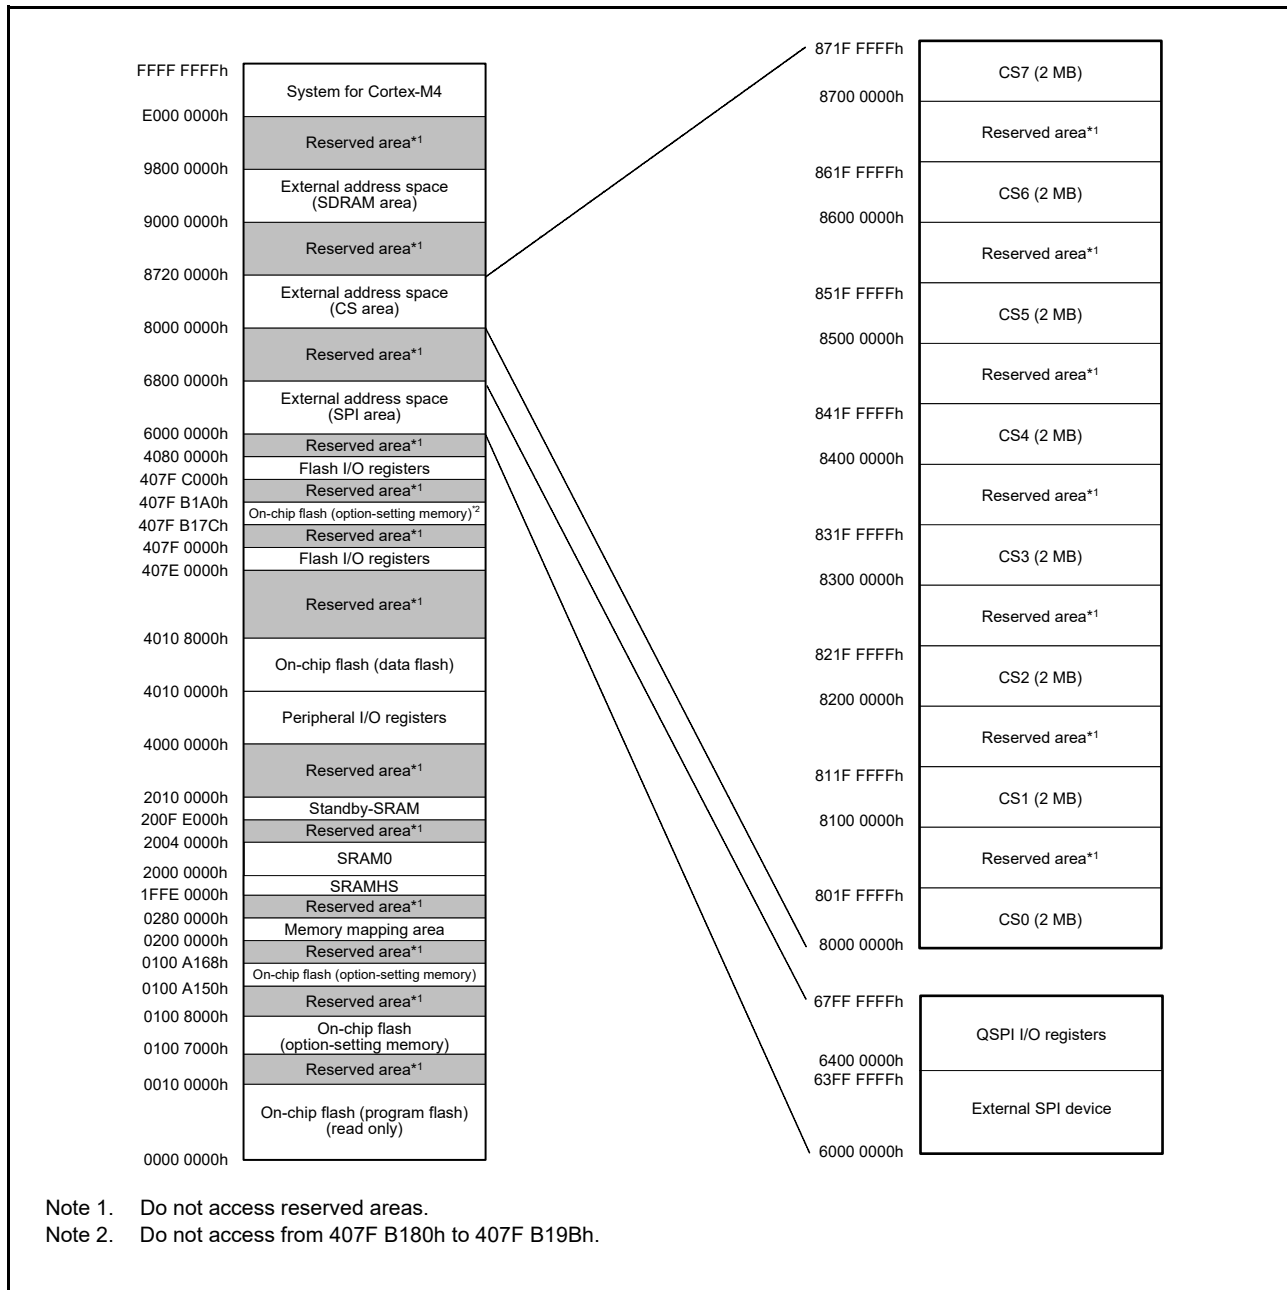 FFFF FFFFh
System for Cortex-M4
E000 0000h
Reserved area*1
9800 0000h
External address space
(SDRAM area)
9000 0000h
Reserved area*1
8720 0000h
External address space
(CS area)
8000 0000h
Reserved area*1
6800 0000h
External address space
(SPI area)
6000 0000h
Reserved area*1
4080 0000h
Flash I/O registers
407F C000h
Reserved area*1
407F B1A0h
On-chip flash (option-setting memory)*2
407F B17Ch
Reserved area*1
407F 0000h
Flash I/O registers
407E 0000h
Reserved area*1
4010 8000h
On-chip flash (data flash)
4010 0000h
Peripheral I/O registers
4000 0000h
Reserved area*1
2010 0000h
Standby-SRAM
200F E000h
Reserved area*1
2004 0000h
SRAM0
2000 0000h
SRAMHS
1FFE 0000h
Reserved area*1
0280 0000h
Memory mapping area
0200 0000h
Reserved area*1
0100 A168h
On-chip flash (option-setting memory)
0100 A150h
Reserved area*1
0100 8000h
On-chip flash
(option-setting memory)
0100 7000h
Reserved area*1
0010 0000h
On-chip flash (program flash)
(read only)
0000 0000h
871F FFFFh
CS7 (2 MB)
8700 0000h
Reserved area*1
861F FFFFh
CS6 (2 MB)
8600 0000h
Reserved area*1
851F FFFFh
CS5 (2 MB)
8500 0000h
Reserved area*1
841F FFFFh
CS4 (2 MB)
8400 0000h
Reserved area*1
831F FFFFh
CS3 (2 MB)
8300 0000h
Reserved area*1
821F FFFFh
CS2 (2 MB)
8200 0000h
Reserved area*1
811F FFFFh
CS1 (2 MB)
8100 0000h
Reserved area*1
801F FFFFh
CS0 (2 MB)
8000 0000h
67FF FFFFh
QSPI I/O registers
6400 0000h
63FF FFFFh
External SPI device
6000 0000h
Note 1. Do not access reserved areas.
Note 2. Do not access from 407F B180h to 407F B19Bh.